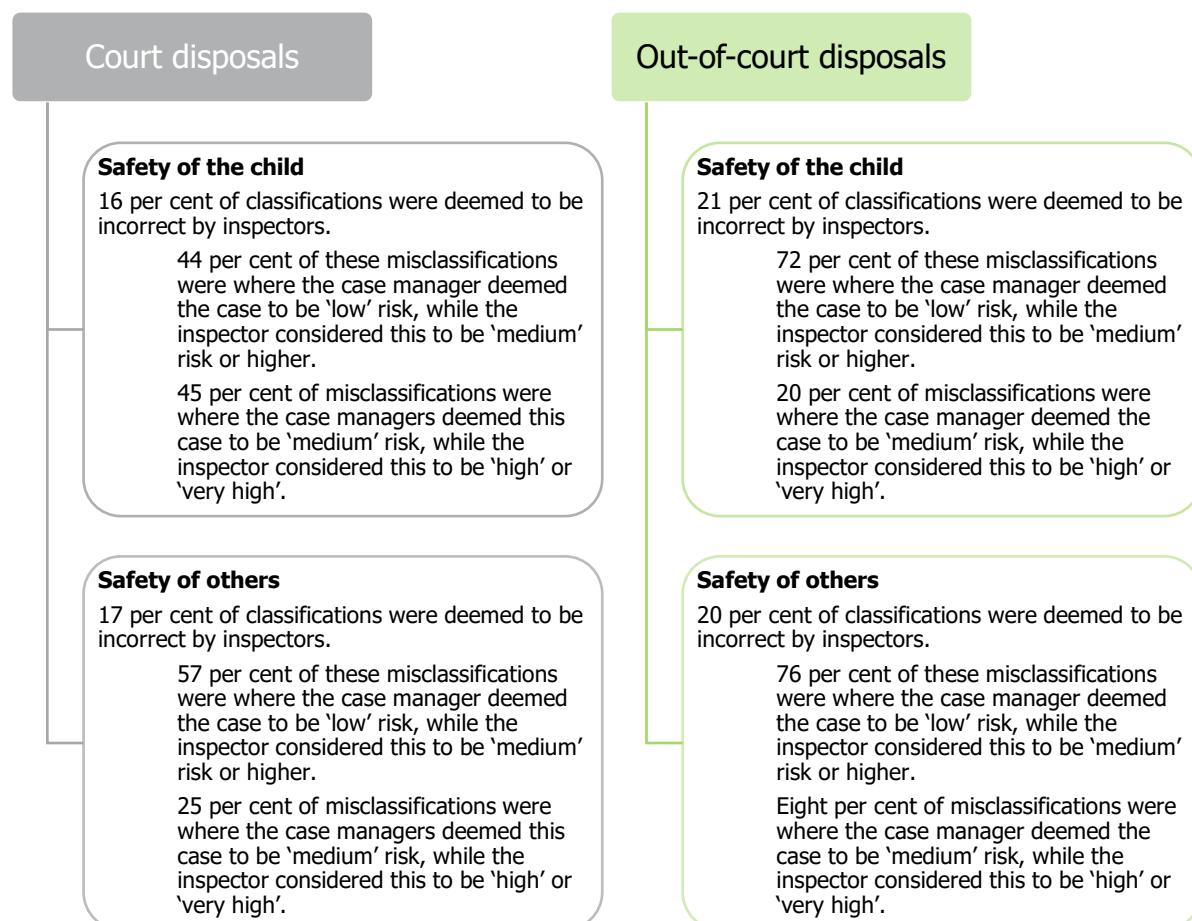 Court disposals
Safety of the child
16 per cent of classifications were deemed to be
incorrect by inspectors.
44 per cent of these misclassifications
were where the case manager deemed
the case to be ‘low’ risk, while the
inspector considered this to be ‘medium’
risk or higher.
45 per cent of misclassifications were
where the case managers deemed this
case to be ‘medium’ risk, while the
inspector considered this to be ‘high’ or
‘very high’.
Safety of others
17 per cent of classifications were deemed to be
incorrect by inspectors.
57 per cent of these misclassifications
were where the case manager deemed
the case to be ‘low’ risk, while the
inspector considered this to be ‘medium’
risk or higher.
25 per cent of misclassifications were
where the case managers deemed this
case to be ‘medium’ risk, while the
inspector considered this to be ‘high’ or
‘very high’.
Out-of-court disposals
Safety of the child
21 per cent of classifications were deemed to be
incorrect by inspectors.
72 per cent of these misclassifications
were where the case manager deemed
the case to be ‘low’ risk, while the
inspector considered this to be ‘medium’
risk or higher.
20 per cent of misclassifications were
where the case manager deemed the
case to be ‘medium’ risk, while the
inspector considered this to be ‘high’ or
‘very high’.
Safety of others
20 per cent of classifications were deemed to be
incorrect by inspectors.
76 per cent of these misclassifications
were where the case manager deemed
the case to be ‘low’ risk, while the
inspector considered this to be ‘medium’
risk or higher.
Eight per cent of misclassifications were
where the case manager deemed the
case to be ‘medium’ risk, while the
inspector considered this to be ‘high’ or
‘very high’.